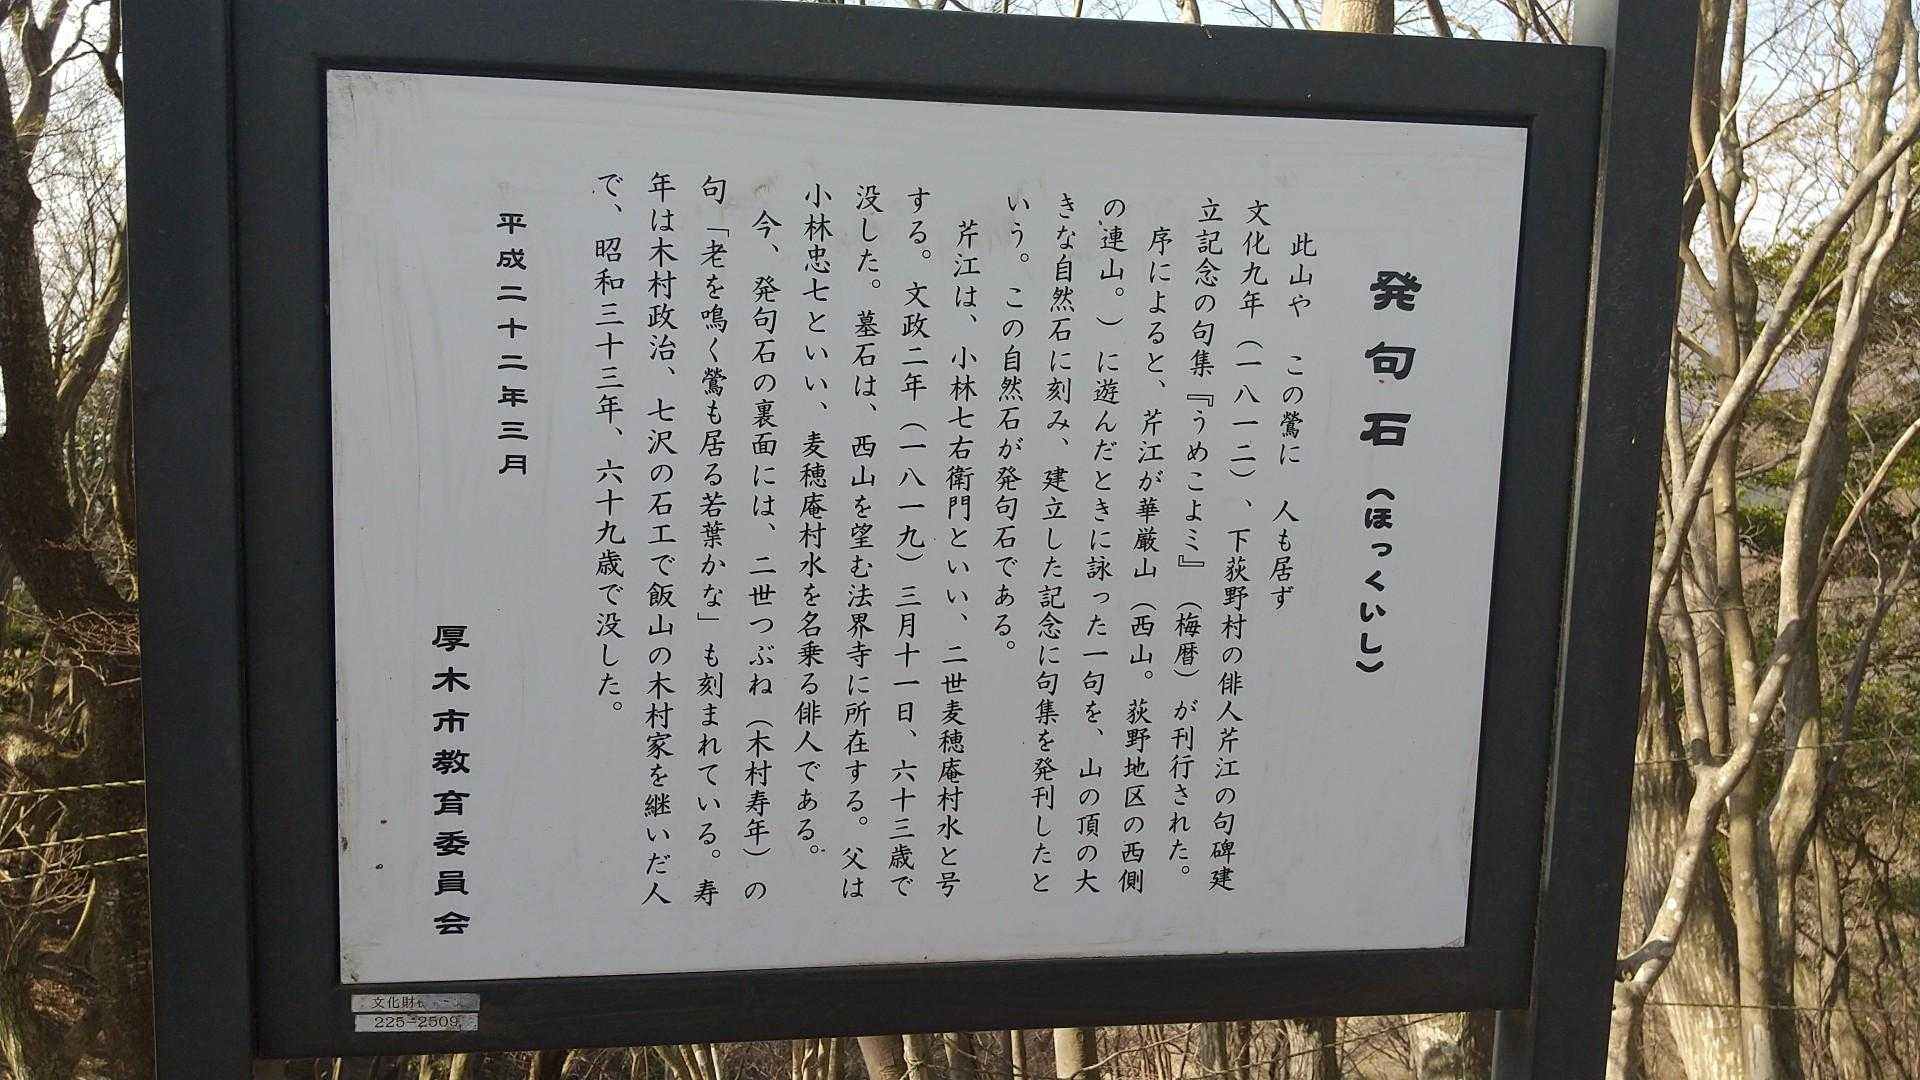 発句石(ほっくいし)
此山や この鶯に 人も居ず
文化九年(一八一二)、下荻野村の俳人芹江の句碑建
立記念の句集『うめこよミ』(梅暦)が刊行された。
序によると、芹江が華厳山(西山。荻野地区の西側
の連山。)に遊んだときに詠った一句を、山の頂の大
きな自然石に刻み、建立した記念に句集を発刊したと
いう。この自然石が発句石である。
芹江は、小林七右衛門といい、二世麦穂庵村水と号
する。文政二年(一八一九)三月十一日、六十三歳で
没した。墓石は、西山を望む法界寺に所在する。父は
小林忠七といい、麦穂庵村水を名乗る俳人である。
今、発句石の裏面には、二世つぶね(木村寿年)の
句「老を鳴く鶯も居る若葉かな」も刻まれている。寿
年は木村政治、七沢の石工で飯山の木村家を継いだ人
で、昭和三十三年、六十九歳で没した。
平成二十二年三月
厚木市教育委員会
文化財
225-2509